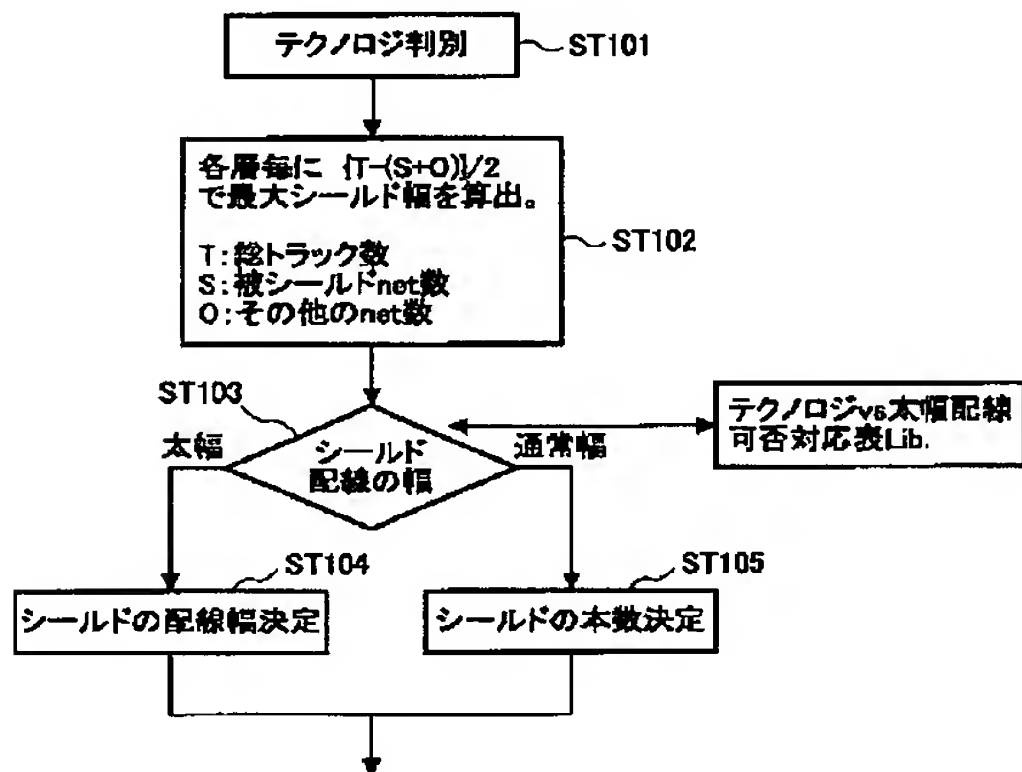 テクノロジ判別
ST101
各層毎に {T-(S+O)}/2
で最大シールド幅を算出。
T:総トラック数
S:被シールドnet数
O:その他のnet数
ST102
ST103
太幅
シールド
配線の幅
通常幅
テクノロジvs太幅配線
可否対応表Lib.
ST104
シールドの配線幅決定
ST105
シールドの本数決定